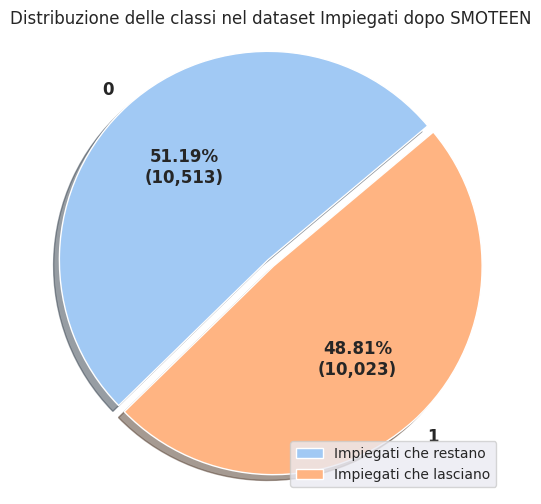 Distribuzione delle classi nel dataset Impiegati dopo SMOTEEN
0
51.19%
(10,513)
48.81%
(10,023)
1
Impiegati che restano
Impiegati che lasciano